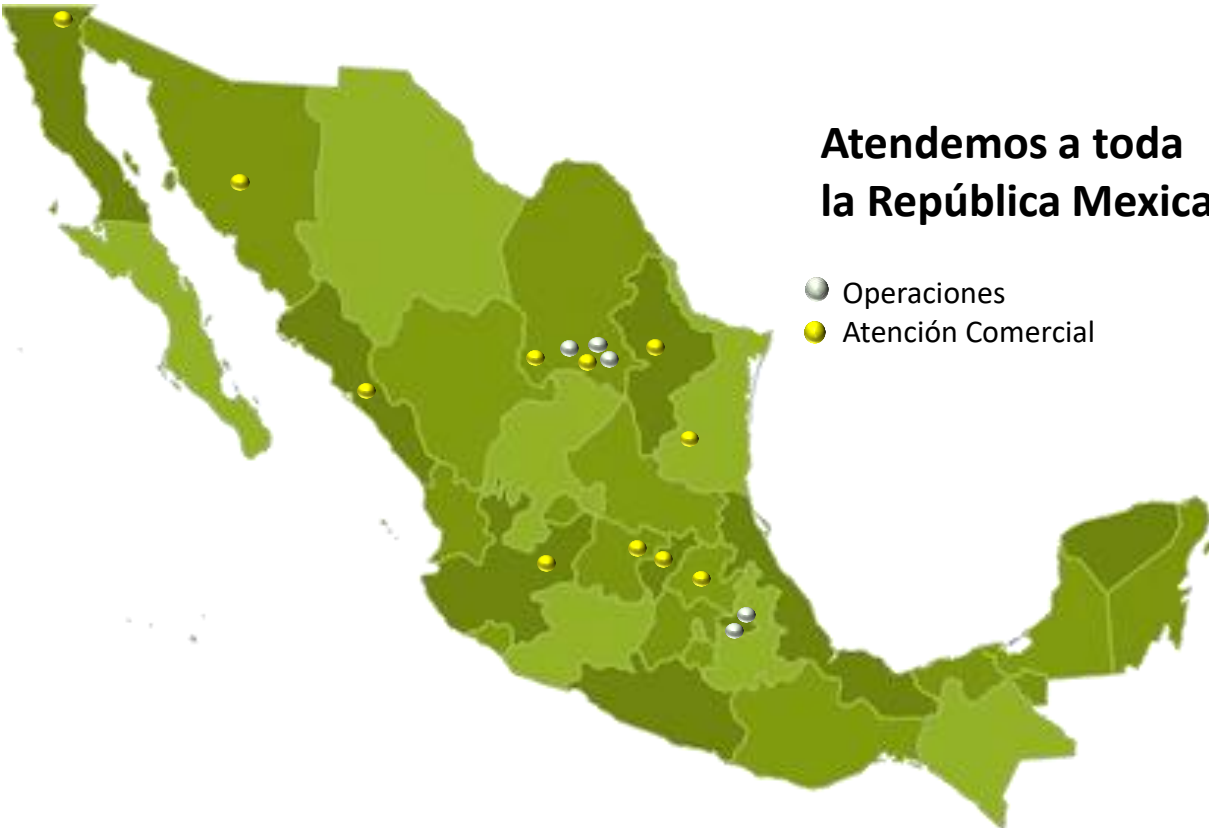 Atendemos a toda
la República Mexica
Operaciones
Atención Comercial